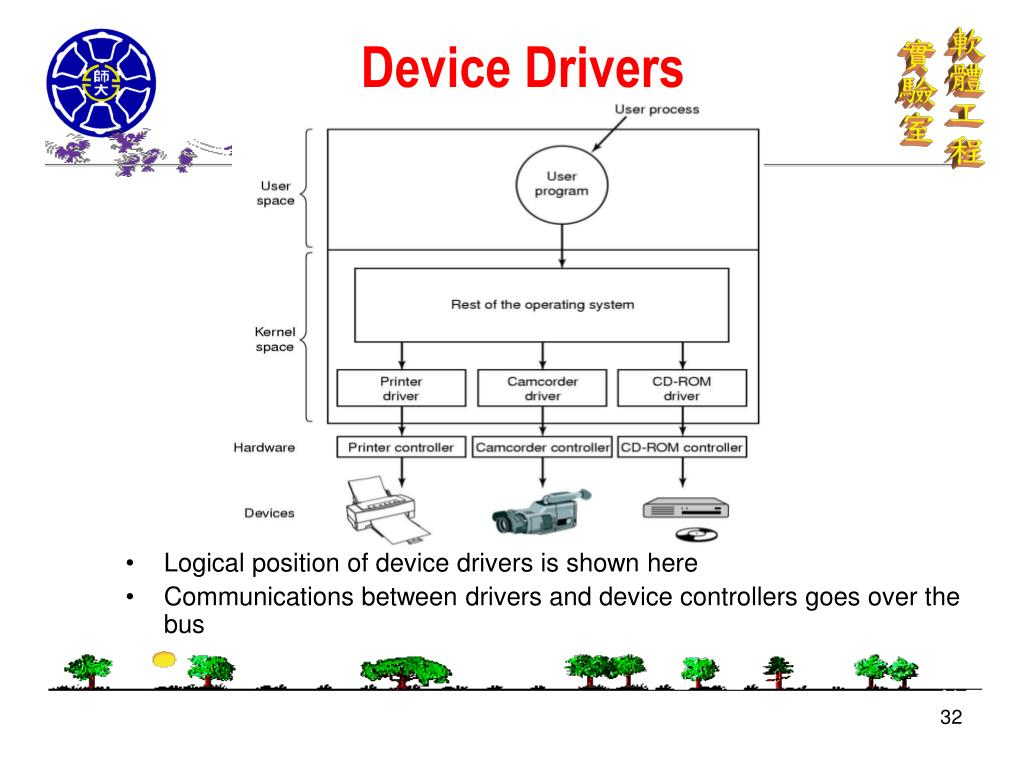 師
大
Device Drivers
軟體工程
實驗室
User process
User
space
User
program
Rest of the operating system
Kernel
space
Printer
driver
Camcorder
driver
CD-ROM
driver
Hardware
Printer controller
Camcorder controller
CD-ROM controller
Devices
• Logical position of device drivers is shown here
• Communications between drivers and device controllers goes over the
bus
32